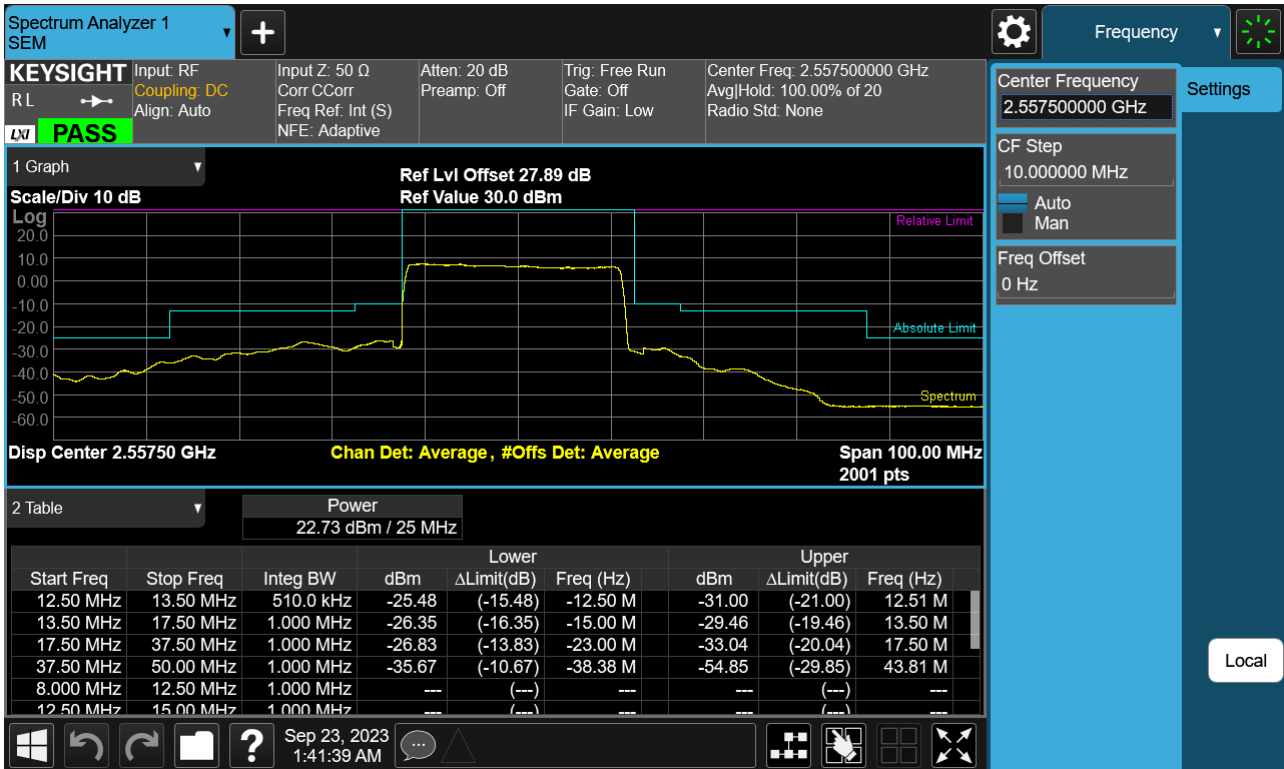 Spectrum Analyzer 1
SEM
Frequency
KEYSIGHT
RL
LXI PASS
Input: RF
Coupling: DC
Align: Auto
Input Z: 50 Ω
Corr CCorr
Freq Ref: Int (S)
NFE: Adaptive
Atten: 20 dB
Preamp: Off
Trig: Free Run
Gate: Off
IF Gain: Low
Center Freq: 2.557500000 GHz
Avg|Hold: 100.00% of 20
Radio Std: None
Center Frequency
2.557500000 GHz
Settings
CF Step
10.000000 MHz
Auto
Man
Freq Offset
0 Hz
Local
1 Graph
Scale/Div 10 dB
Ref Lvl Offset 27.89 dB
Ref Value 30.0 dBm
Log
20.0
10.0
0.00
-10.0
-20.0
-30.0
-40.0
-50.0
-60.0
Relative Limit
Absolute Limit
Spectrum
Disp Center 2.55750 GHz
Chan Det: Average , #Offs Det: Average
Span 100.00 MHz
2001 pts
2 Table
Power
22.73 dBm / 25 MHz
Lower Upper
Start Freq Stop Freq Integ BW dBm ΔLimit(dB) Freq (Hz) dBm ΔLimit(dB) Freq (Hz)
12.50 MHz 13.50 MHz 510.0 kHz -25.48 (-15.48) -12.50 M -31.00 (-21.00) 12.51 M
13.50 MHz 17.50 MHz 1.000 MHz -26.35 (-16.35) -15.00 M -29.46 (-19.46) 13.50 M
17.50 MHz 37.50 MHz 1.000 MHz -26.83 (-13.83) -23.00 M -33.04 (-20.04) 17.50 M
37.50 MHz 50.00 MHz 1.000 MHz -35.67 (-10.67) -38.38 M -54.85 (-29.85) 43.81 M
8.000 MHz 12.50 MHz 1.000 MHz --- (---) --- --- (---) ---
12.50 MHz 15.00 MHz 1.000 MHz --- (---) --- --- (---) ---
?
Sep 23, 2023
1:41:39 AM